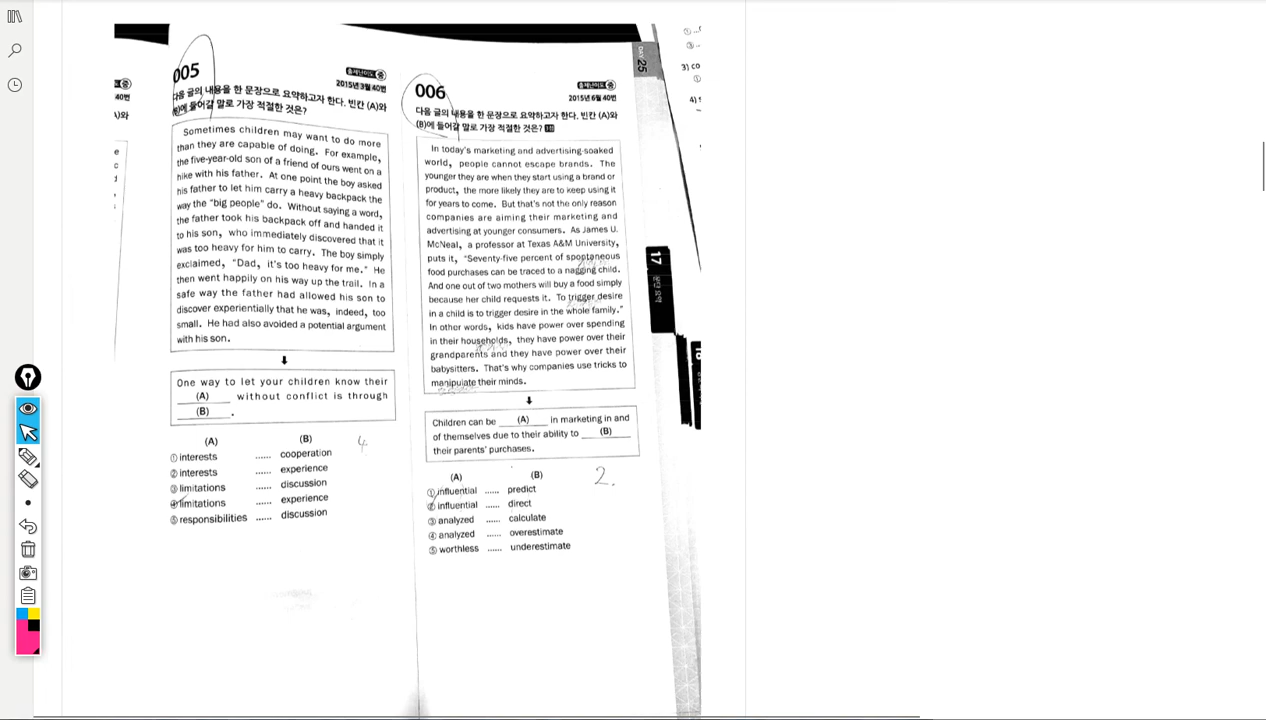 005
출제난이도 중
2015년 3월 40번
다음 글의 내용을 한 문장으로 요약하고자 한다. 빈칸 (A)와
(B)에 들어갈 말로 가장 적절한 것은?
Sometimes children may want to do more
than they are capable of doing. For example,
the five-year-old son of a friend of ours went on a
hike with his father. At one point the boy asked
his father to let him carry a heavy backpack the
way the "big people" do. Without saying a word,
the father took his backpack off and handed it
to his son, who immediately discovered that it
was too heavy for him to carry. The boy simply
exclaimed, "Dad, it's too heavy for me." He
then went happily on his way up the trail. In a
safe way the father had allowed his son to
discover experientially that he was, indeed, too
small. He had also avoided a potential argument
with his son.
One way to let your children know their
(A) without conflict is through
(B) .
(A) (B) 4
① interests ...... cooperation
② interests ...... experience
③ limitations ...... discussion
④ limitations ...... experience
⑤ responsibilities ...... discussion
006
출제난이도 중
2015년 6월 40번
다음 글의 내용을 한 문장으로 요약하고자 한다. 빈칸 (A)와
(B)에 들어갈 말로 가장 적절한 것은?
In today's marketing and advertising-soaked
world, people cannot escape brands. The
younger they are when they start using a brand or
product, the more likely they are to keep using it
for years to come. But that's not the only reason
companies are aiming their marketing and
advertising at younger consumers. As James U.
McNeal, a professor at Texas A&M University,
puts it, "Seventy-five percent of spontaneous
food purchases can be traced to a nagging child.
And one out of two mothers will buy a food simply
because her child requests it. To trigger desire
in a child is to trigger desire in the whole family."
In other words, kids have power over spending
in their households, they have power over their
grandparents and they have power over their
babysitters. That's why companies use tricks to
manipulate their minds.
Children can be (A) in marketing in and
of themselves due to their ability to (B)
their parents' purchases.
(A) (B) 2.
① influential ...... predict
② influential ...... direct
③ analyzed ...... calculate
④ analyzed ...... overestimate
⑤ worthless ...... underestimate
DAY 25
17
40번
(A)와
3) co
4)